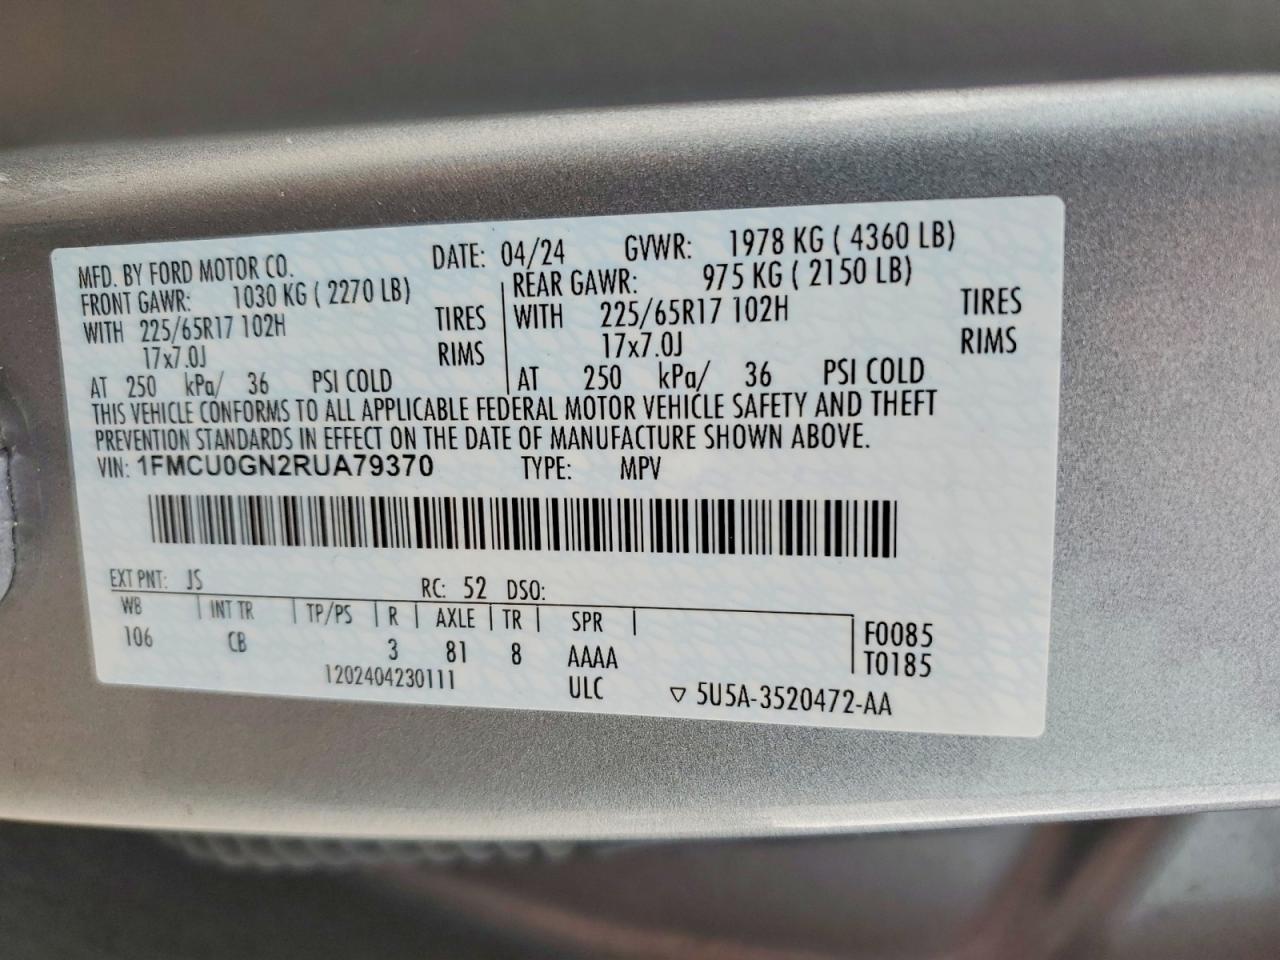 MFD. BY FORD MOTOR CO. DATE: 04/24 GVWR: 1978 KG ( 4360 LB)
FRONT GAWR: 1030 KG ( 2270 LB) REAR GAWR: 975 KG ( 2150 LB)
WITH 225/65R17 102H TIRES WITH 225/65R17 102H TIRES
17x7.0J RIMS 17x7.0J RIMS
AT 250 kPa/ 36 PSI COLD AT 250 kPa/ 36 PSI COLD
THIS VEHICLE CONFORMS TO ALL APPLICABLE FEDERAL MOTOR VEHICLE SAFETY AND THEFT
PREVENTION STANDARDS IN EFFECT ON THE DATE OF MANUFACTURE SHOWN ABOVE.
VIN: 1FMCU0GN2RUA79370 TYPE: MPV
EXT PNT: JS RC: 52 DSO:
WB INT TR TP/PS R AXLE TR SPR F0085
106 CB 3 81 8 AAAA T0185
1202404230111 ULC 5U5A-3520472-AA